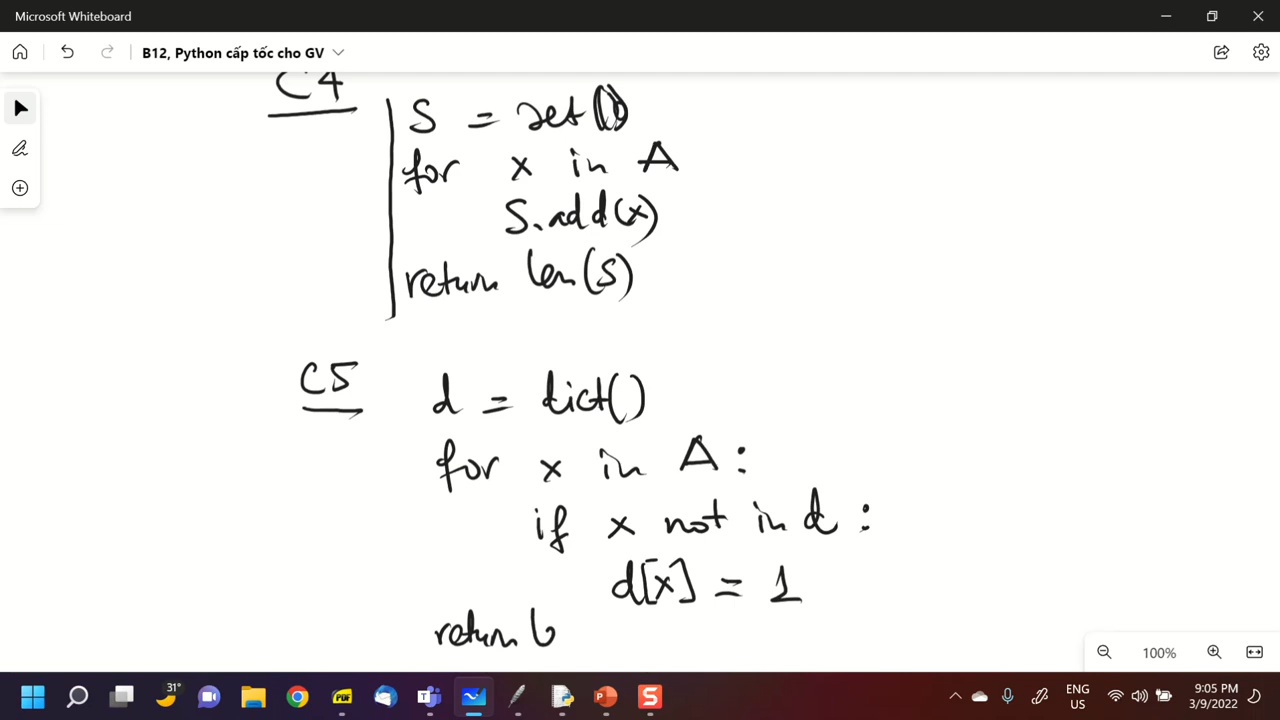 Microsoft Whiteboard
B12, Python cấp tốc cho GV
C4
S = set()
for x in A
S.add(x)
return len(S)
C5
d = dict()
for x in A:
if x not in d:
d[x] = 1
return
100%
31°
ENG
US
9:05 PM
3/9/2022